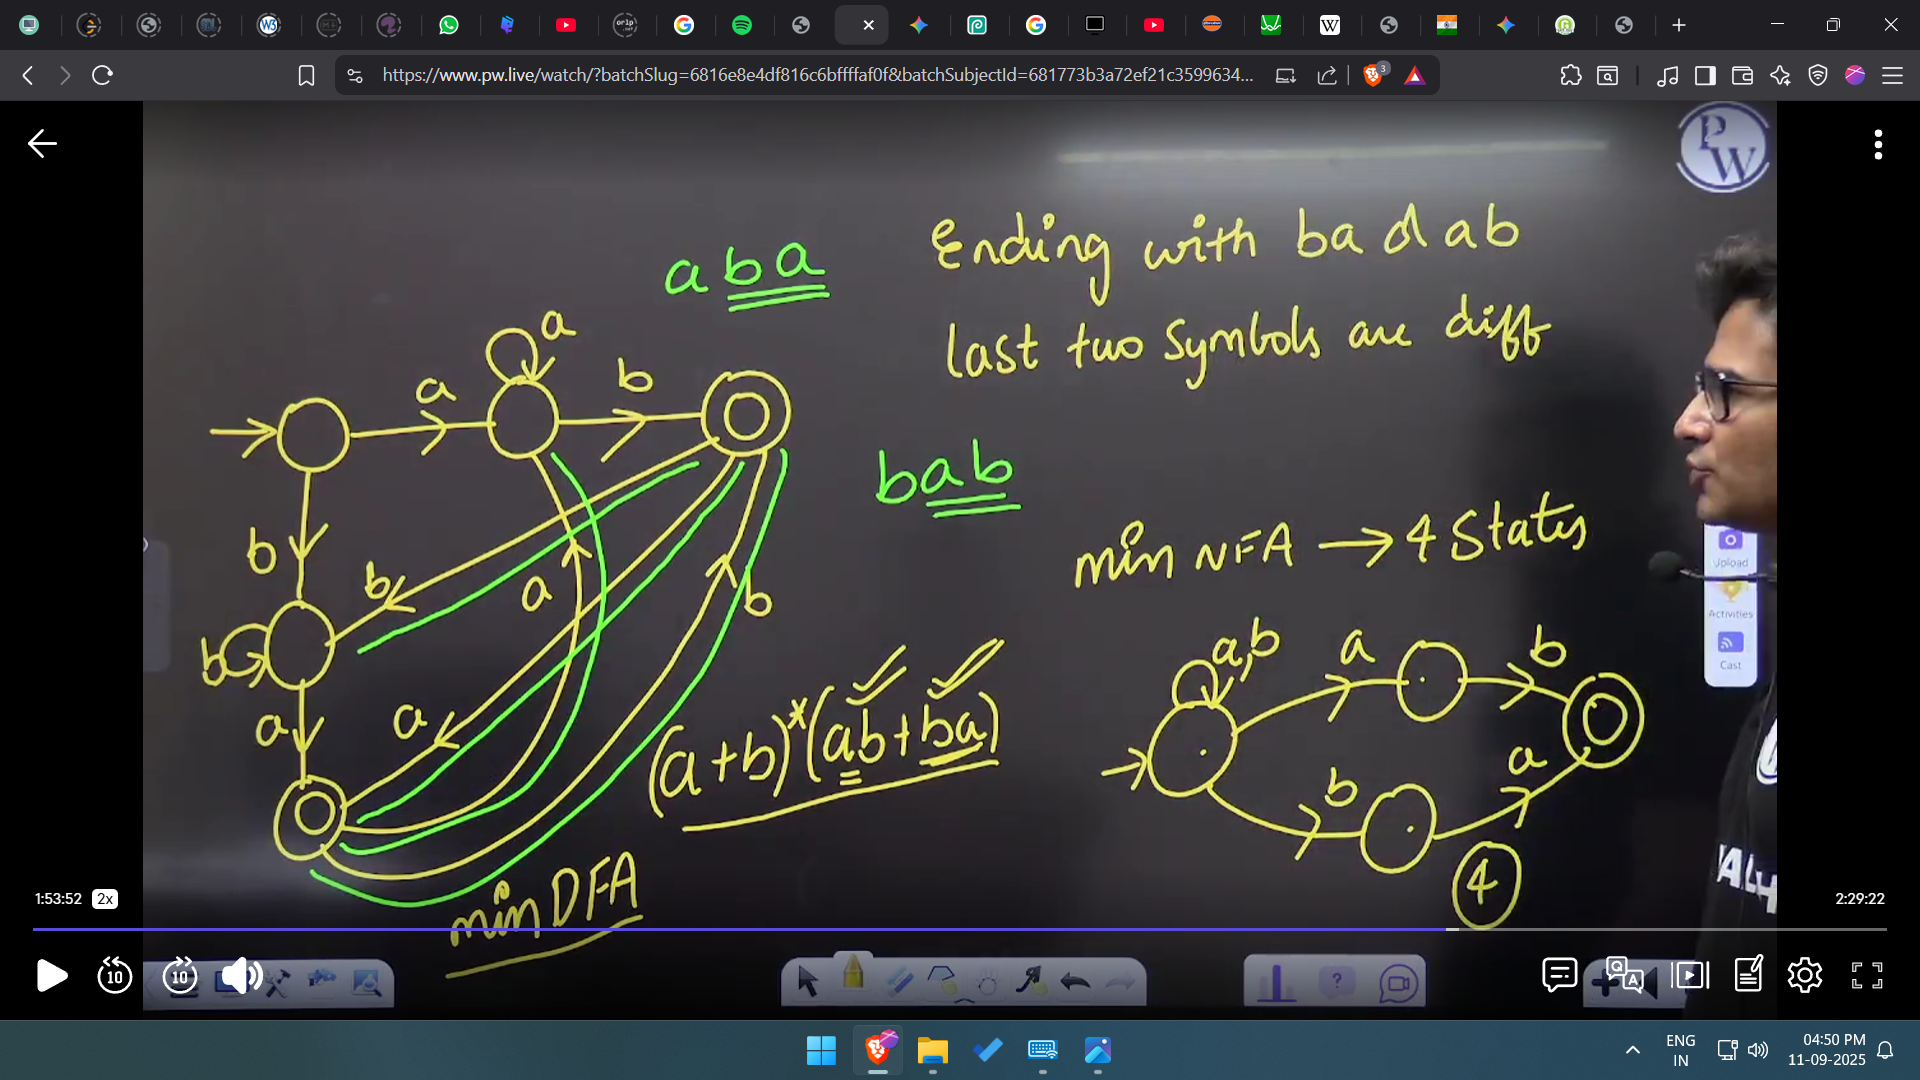 https://www.pw.live/watch/?batchSlug=6816e8e4df816c6bffffaf0f&batchSubjectId=681773b3a72ef21c3599634...
3
PW
Ending with ba or ab
aba
last two symbols are diff
a
a
b
bab
b
min NFA → 4 States
b
a
b
Upload
Activities
Cast
b
a,b
a
b
a
a
(a+b)*(ab+ba)
b
a
min DFA
4
1:53:52
2x
2:29:22
10
10
ENG
IN
04:50 PM
11-09-2025